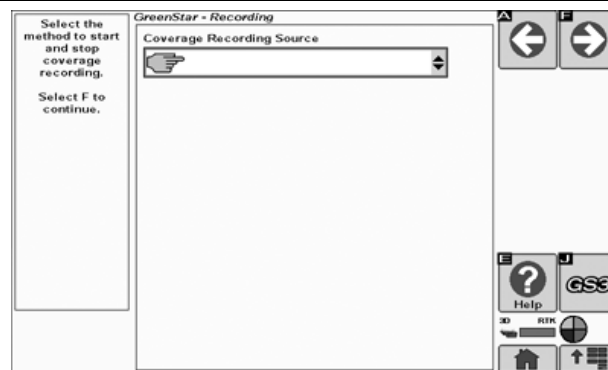 Select the
method to start
and stop
coverage
recording.
Select F to
continue.
GreenStar - Recording
Coverage Recording Source
A
F
E
Help
J
GS3
3D
RTK